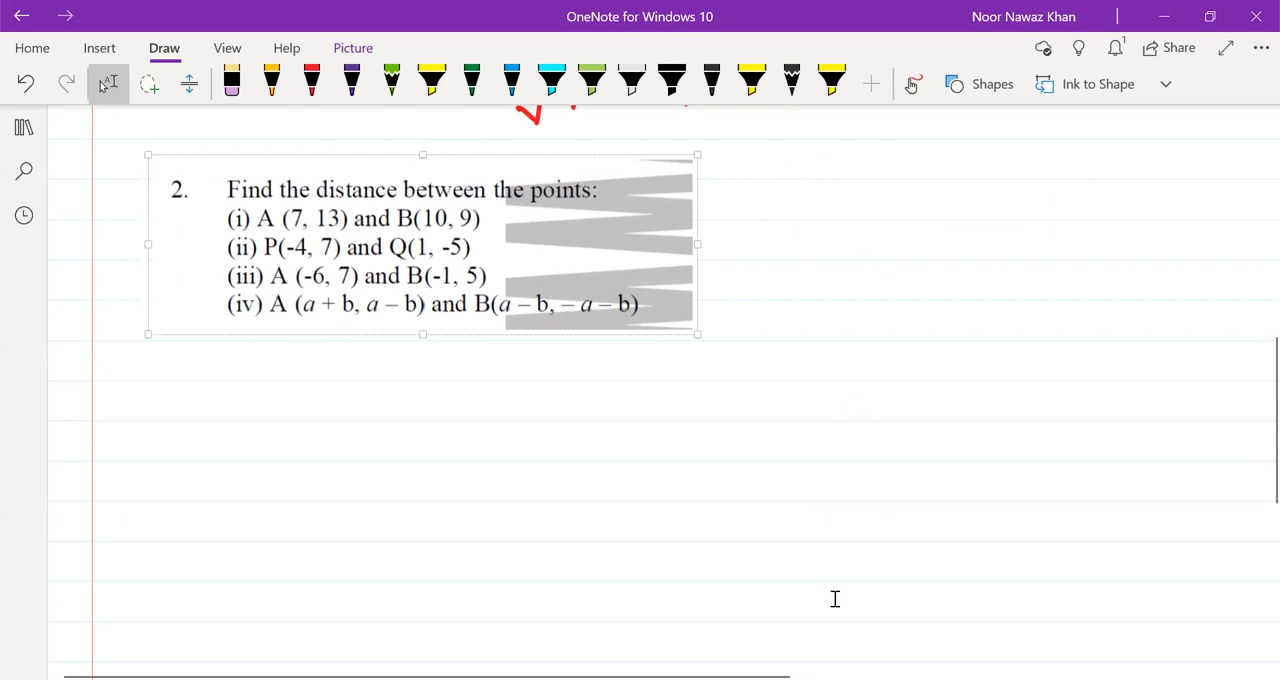 OneNote for Windows 10
Noor Nawaz Khan
Home Insert Draw View Help Picture
1
Share
AI
Shapes
Ink to Shape
2. Find the distance between the points:
(i) A (7, 13) and B(10, 9)
(ii) P(-4, 7) and Q(1, -5)
(iii) A (-6, 7) and B(-1, 5)
(iv) A (a + b, a – b) and B(a – b, – a – b)